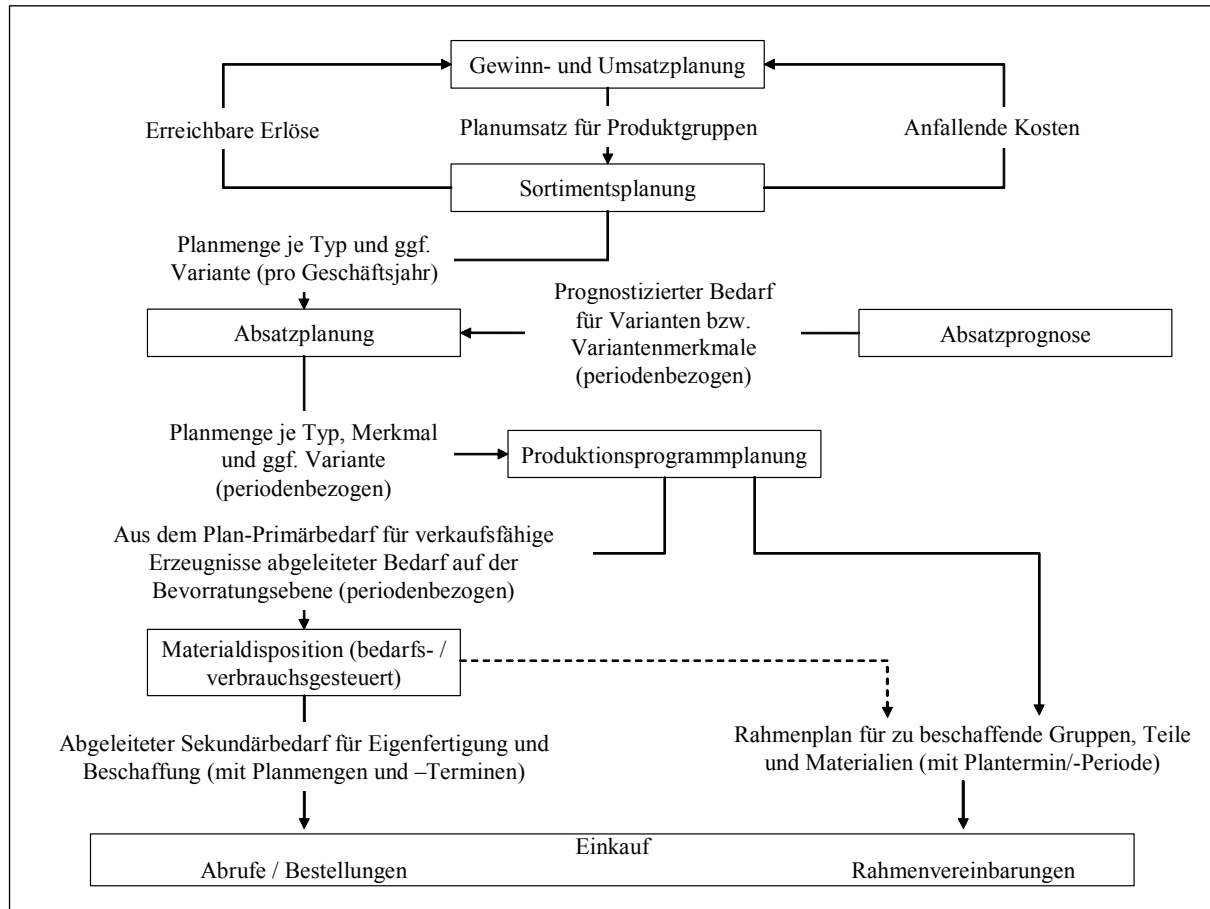 Gewinn- und Umsatzplanung
Erreichbare Erlöse
Planumsatz für Produktgruppen
Anfallende Kosten
Sortimentsplanung
Planmenge je Typ und ggf.
Variante (pro Geschäftsjahr)
Prognostizierter Bedarf
für Varianten bzw.
Variantenmerkmale
(periodenbezogen)
Absatzplanung
Absatzprognose
Planmenge je Typ, Merkmal
und ggf. Variante
(periodenbezogen)
Produktionsprogrammplanung
Aus dem Plan-Primärbedarf für verkaufsfähige
Erzeugnisse abgeleiteter Bedarf auf der
Bevorratungsebene (periodenbezogen)
Materialdisposition (bedarfs- /
verbrauchsgesteuert)
Abgeleiteter Sekundärbedarf für Eigenfertigung und
Beschaffung (mit Planmengen und –Terminen)
Rahmenplan für zu beschaffende Gruppen, Teile
und Materialien (mit Plantermin/-Periode)
Einkauf
Abrufe / Bestellungen
Rahmenvereinbarungen